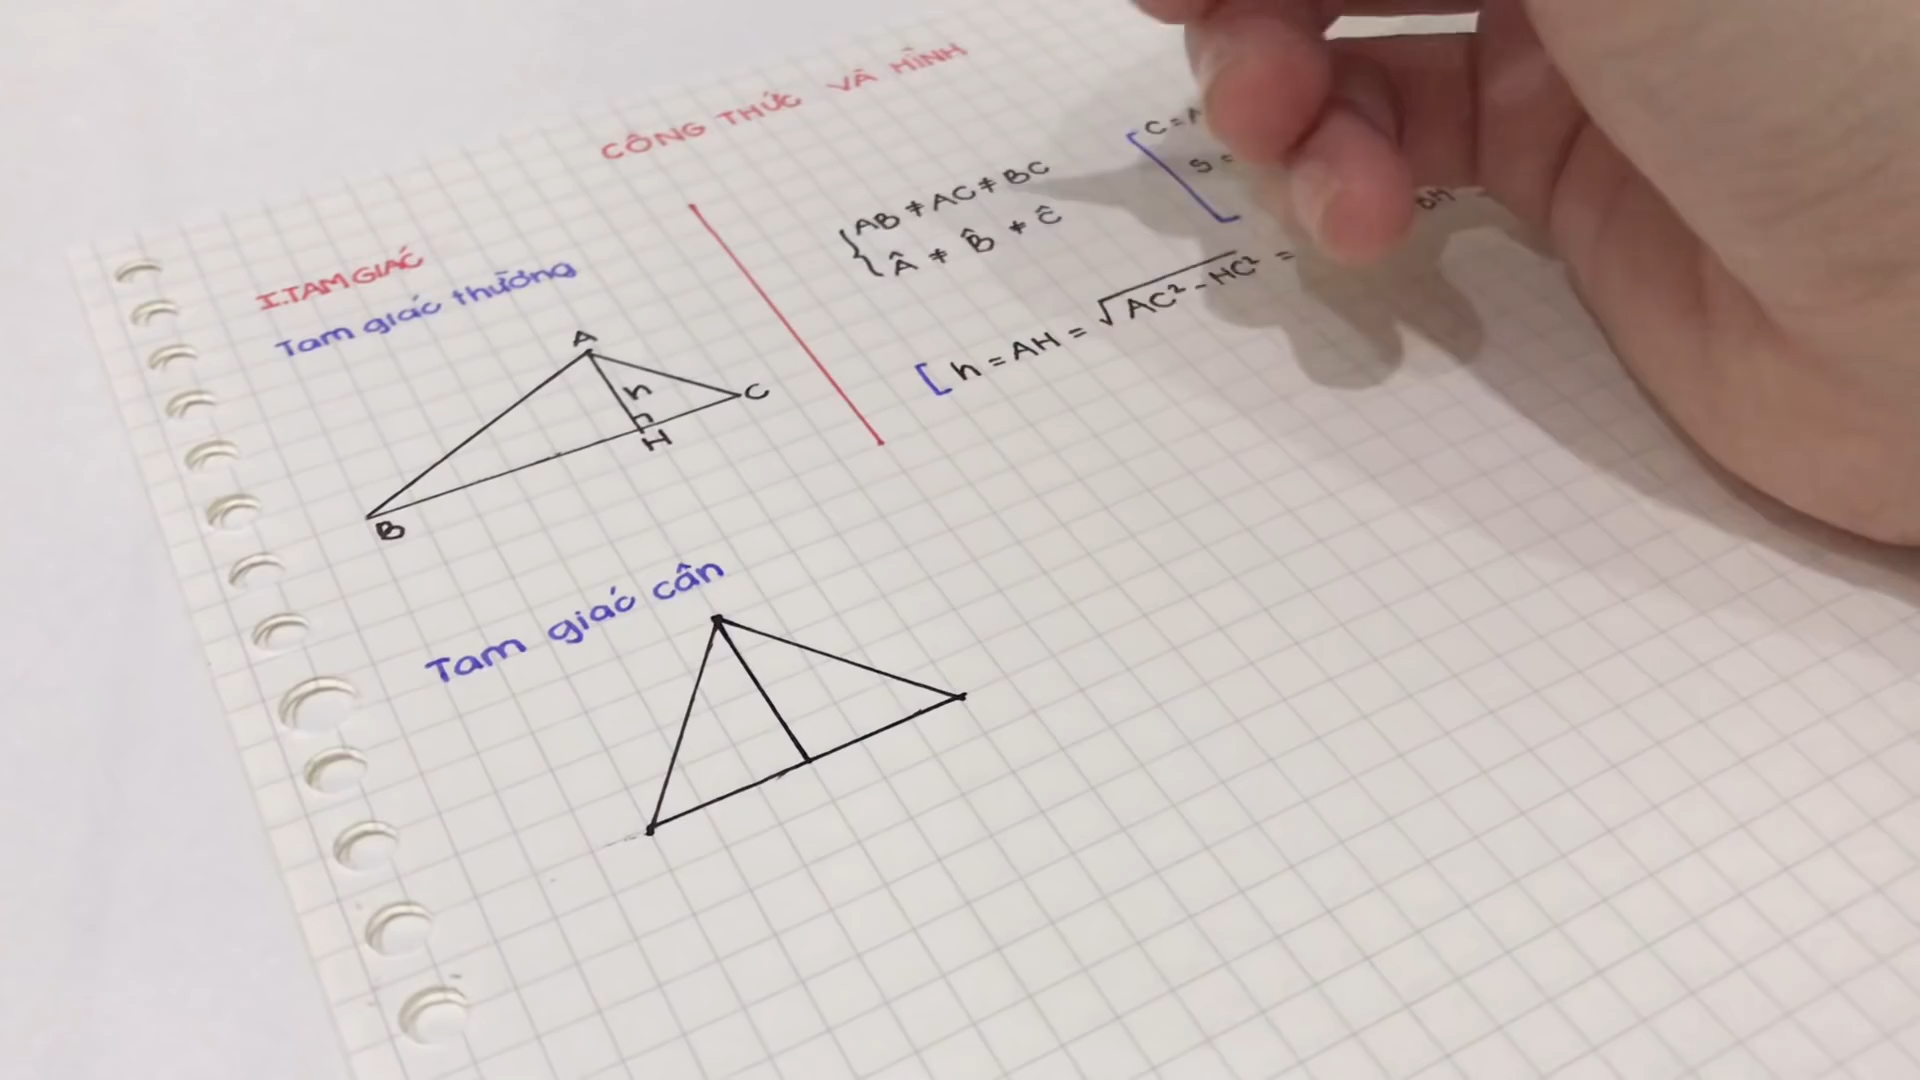 CÔNG THỨC VÀ HÌNH
I. TAM GIÁC
Tam giác thường
A
h
C
H
B
{AB ≠ AC ≠ BC
Â ≠ B̂ ≠ Ĉ
[C =
S =
[h = AH = √AC² - HC² =
Tam giác cân